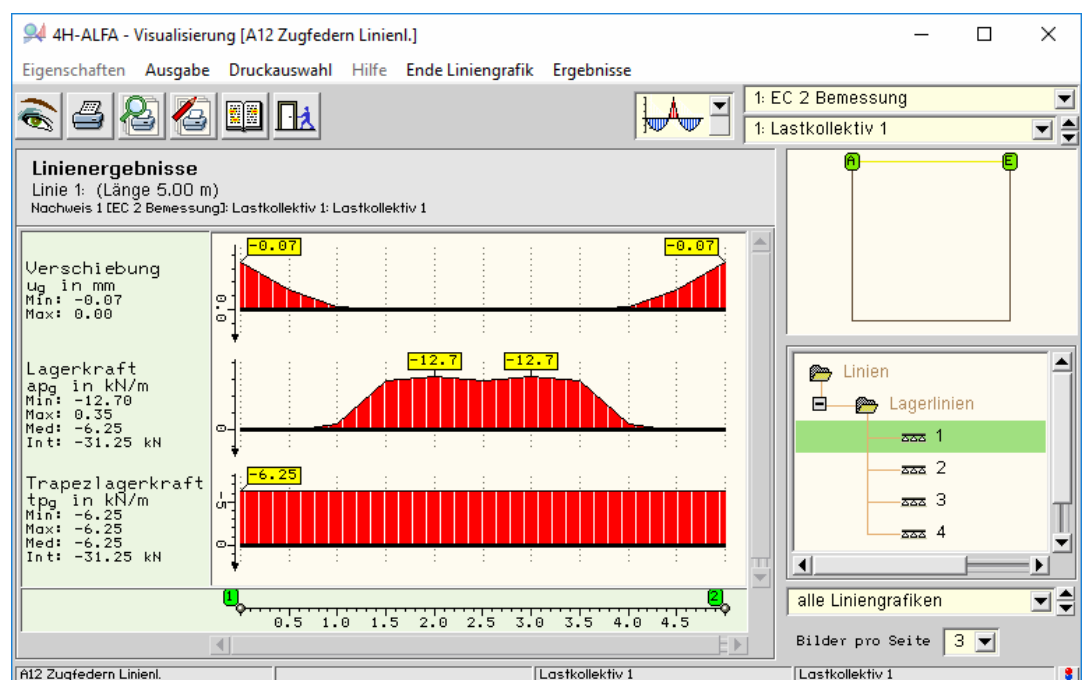 4H-ALFA - Visualisierung [A12 Zugfedern Linienl.]
Eigenschaften Ausgabe Druckauswahl Hilfe Ende Liniengrafik Ergebnisse
1: EC 2 Bemessung
1: Lastkollektiv 1
Linienergebnisse
Linie 1: (Länge 5.00 m)
Nachweis 1 [EC 2 Bemessung]: Lastkollektiv 1: Lastkollektiv 1
A E
Verschiebung
ug in mm
Min: -0.07
Max: 0.00
-0.07 -0.07
0.0
Lagerkraft
apg in kN/m
Min: -12.70
Max: 0.35
Med: -6.25
Int: -31.25 kN
-12.7 -12.7
0
Trapezlagerkraft
tpg in kN/m
Min: -6.25
Max: -6.25
Med: -6.25
Int: -31.25 kN
-6.25
-5
0
1 2
0.5 1.0 1.5 2.0 2.5 3.0 3.5 4.0 4.5
Linien
Lagerlinien
1
2
3
4
alle Liniengrafiken
Bilder pro Seite 3
A12 Zugfedern Linienl. Lastkollektiv 1 Lastkollektiv 1